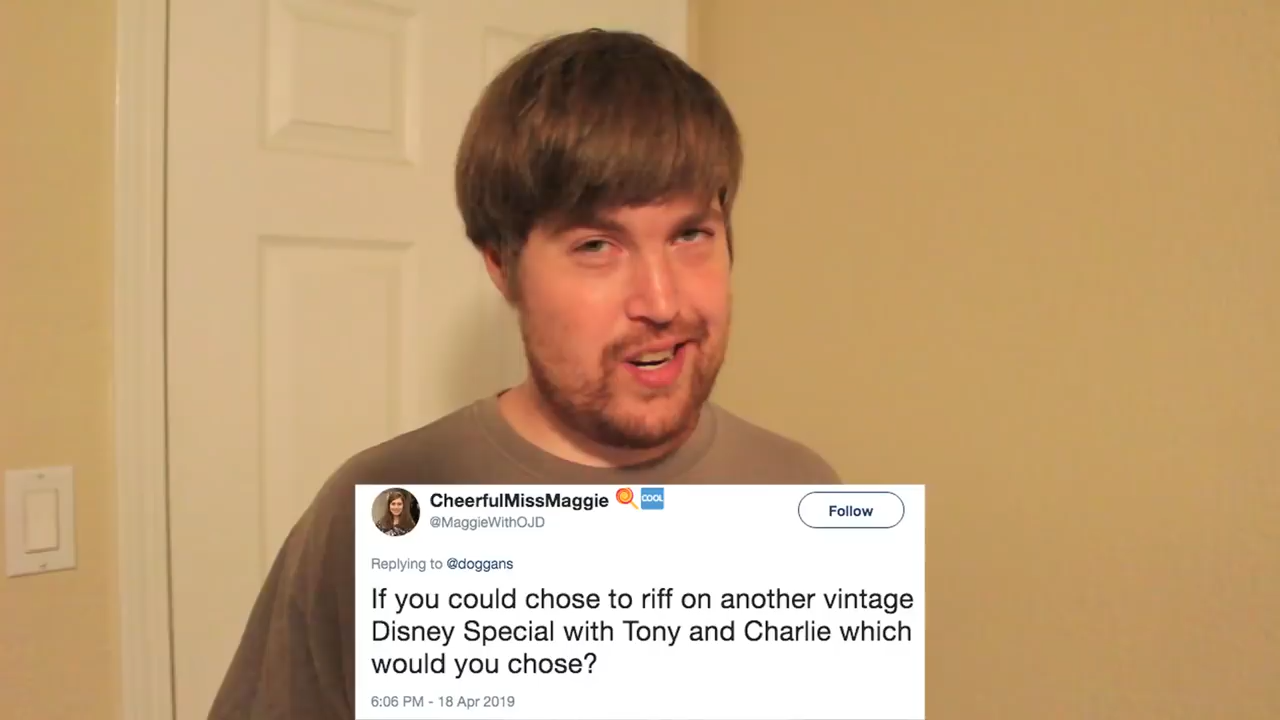 CheerfulMissMaggie 🍭 🆒
@MaggieWithOJD
Follow
Replying to @doggans
If you could chose to riff on another vintage
Disney Special with Tony and Charlie which
would you chose?
6:06 PM - 18 Apr 2019